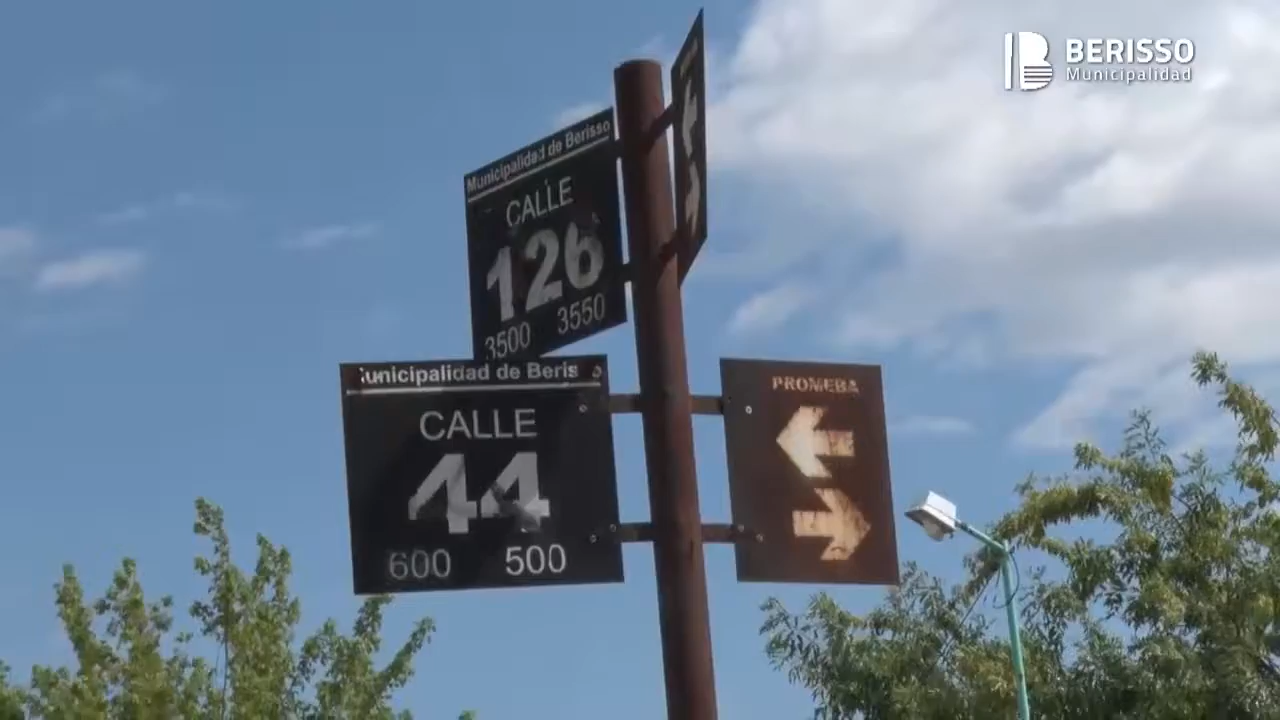 BERISSO
Municipalidad
Municipalidad de Berisso
CALLE
126
3500 3550
unicipalidad de Beris o
CALLE
44
600 500
PROMEBA